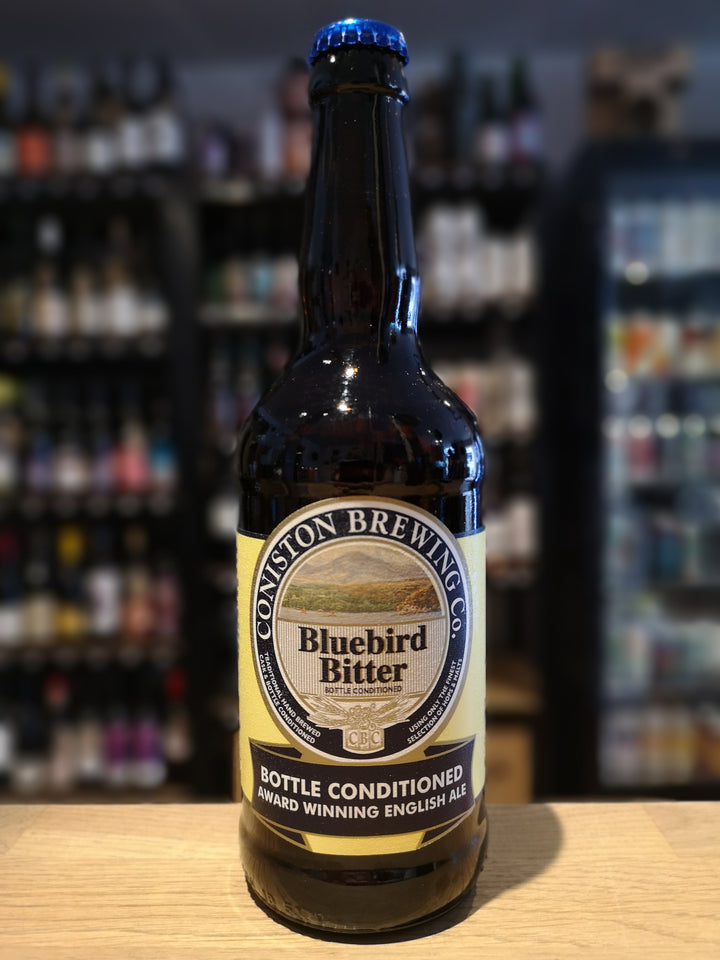 CONISTON BREWING Co.
Bluebird
Bitter
BOTTLE CONDITIONED
TRADITIONAL HAND BREWED
CASK & BOTTLE CONDITIONED
USING ONLY THE FINEST
SELECTION OF HOPS & MALTS
CBC
BOTTLE CONDITIONED
AWARD WINNING ENGLISH ALE